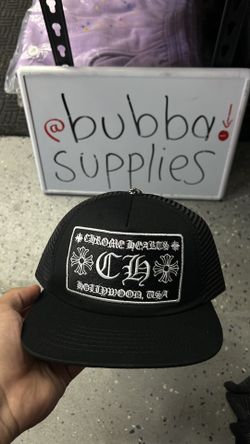 @bubba
supplies
CHROME HEARTS
CH
HOLLYWOOD, USA